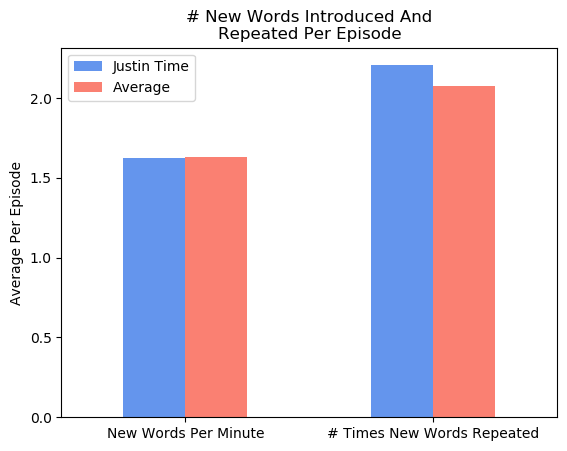 # New Words Introduced And
Repeated Per Episode
Justin Time
Average
Average Per Episode
2.0
1.5
1.0
0.5
0.0
New Words Per Minute
# Times New Words Repeated